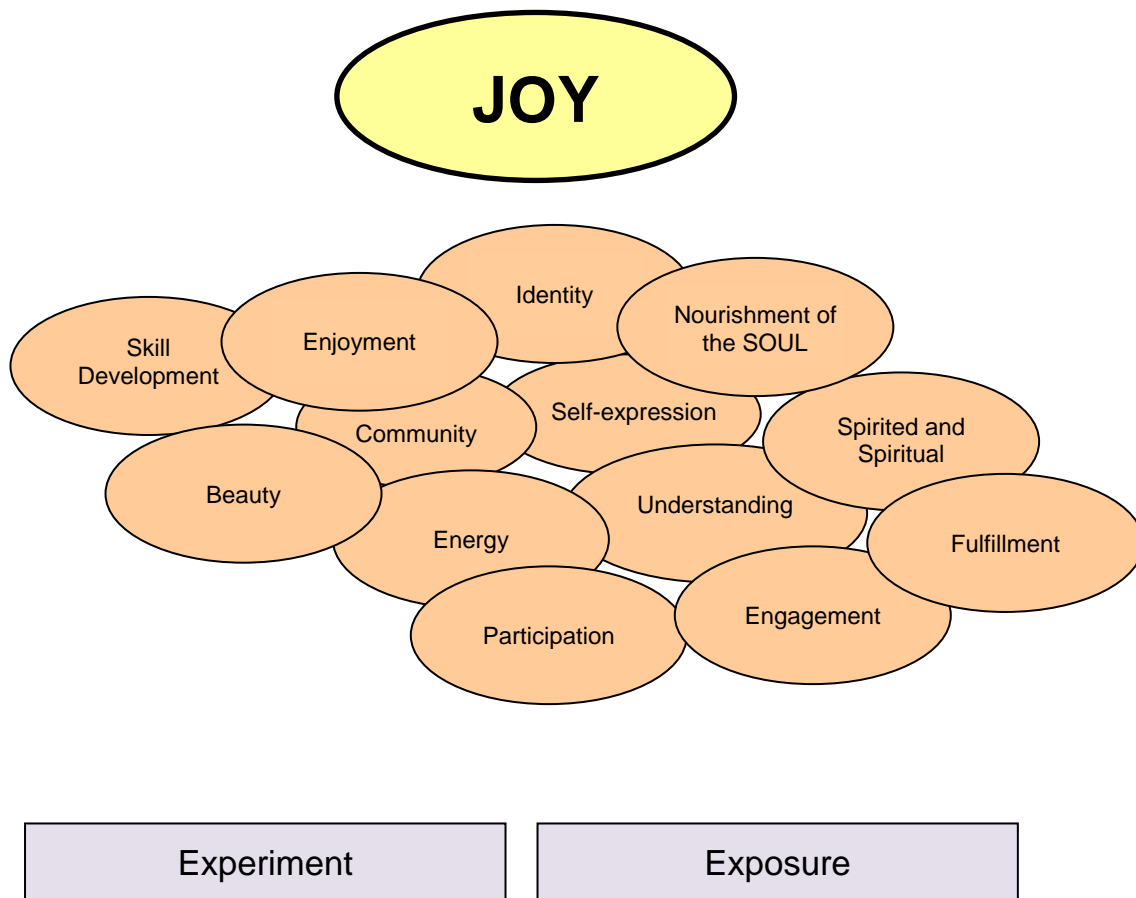 JOY
Identity
Nourishment of
the SOUL
Enjoyment
Skill
Development
Self-expression
Community
Spirited and
Spiritual
Beauty
Understanding
Energy
Fulfillment
Participation
Engagement
Experiment
Exposure